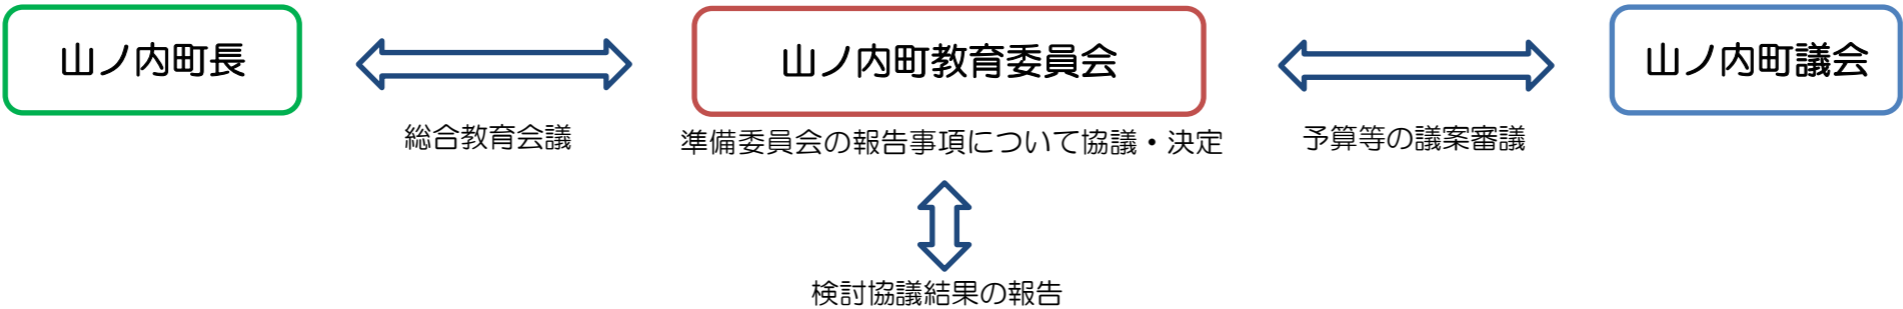 山ノ内町長
山ノ内町教育委員会
山ノ内町議会
総合教育会議
準備委員会の報告事項について協議・決定
予算等の議案審議
検討協議結果の報告